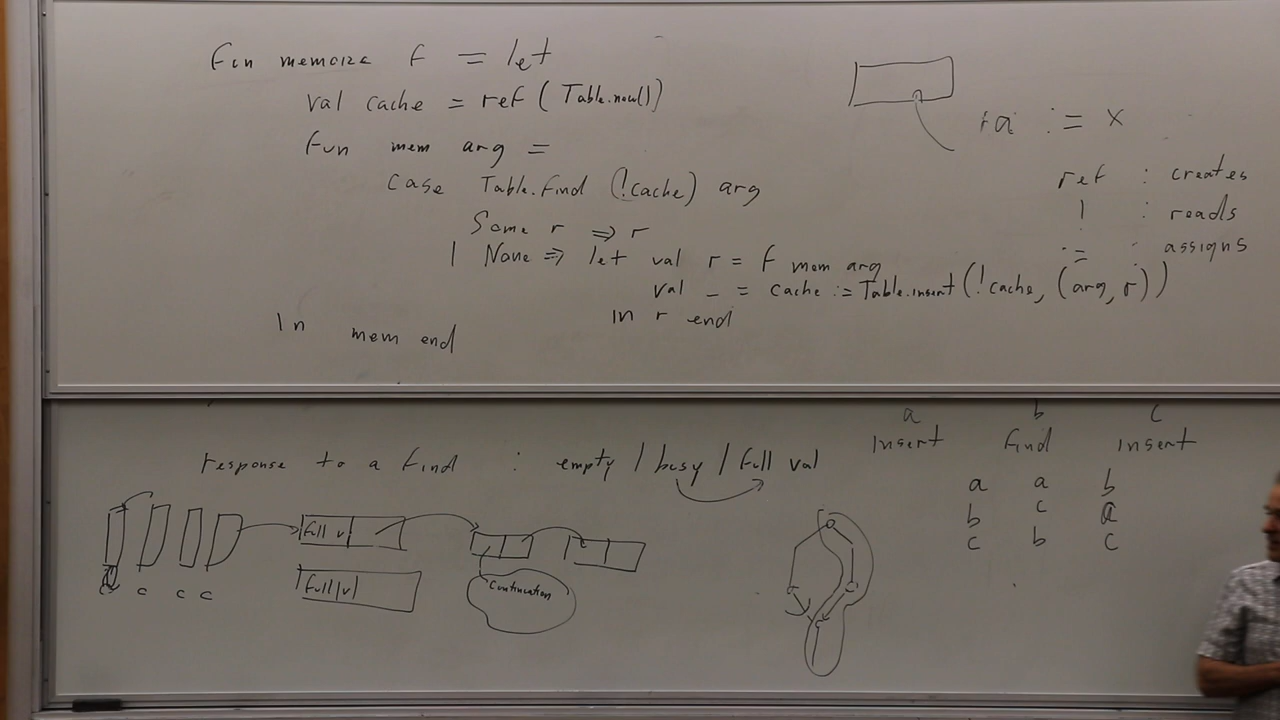 Fun memoize f = let
val cache = ref ( Table.new() )
fun mem arg =
case Table.find (!cache) arg
Some r => r
| None => let val r = f mem arg
val _ = cache := Table.insert (!cache, (arg, r))
in r end
In mem end
a := x
ref : creates
! : reads
:= : assigns
response to a find : empty / busy / full val
a b c
insert find insert
a a b
b c a
c b c
full v
full v
continuation
c c c